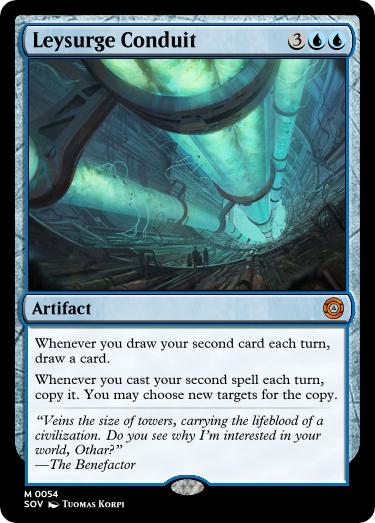 Leysurge Conduit 3
Artifact
Whenever you draw your second card each turn,
draw a card.
Whenever you cast your second spell each turn,
copy it. You may choose new targets for the copy.
“Veins the size of towers, carrying the lifeblood of a
civilization. Do you see why I’m interested in your
world, Othar?”
—The Benefactor
M 0054
SOV Tuomas Korpi